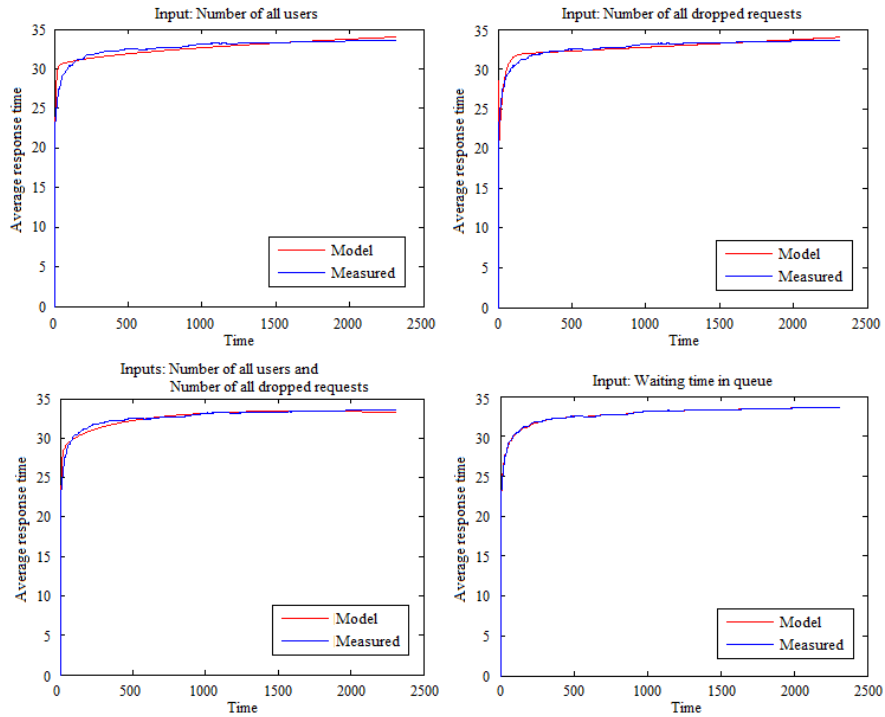 Input: Number of all users
35
30
25
20
15
10
5
0
0 500 1000 1500 2000 2500
Average response time
Time
Model
Measured
Input: Number of all dropped requests
35
30
25
20
15
10
5
0
0 500 1000 1500 2000 2500
Average response time
Time
Model
Measured
Inputs: Number of all users and
Number of all dropped requests
35
30
25
20
15
10
5
0
0 500 1000 1500 2000 2500
Average response time
Time
Model
Measured
Input: Waiting time in queue
35
30
25
20
15
10
5
0
0 500 1000 1500 2000 2500
Average response time
Time
Model
Measured